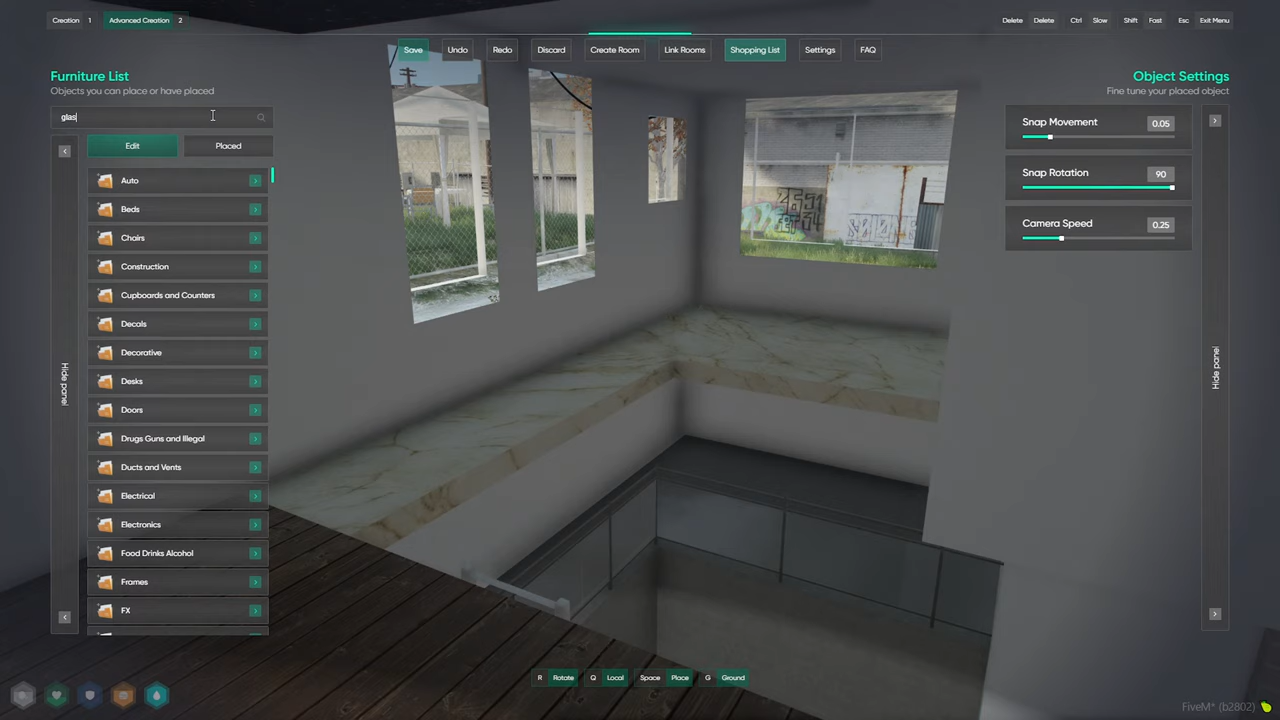 Creation 1 Advanced Creation 2
Delete Delete Ctrl Slow Shift Fast Esc Exit Menu
Save Undo Redo Discard Create Room Link Rooms Shopping List Settings FAQ
Furniture List
Objects you can place or have placed
glas
Edit Placed
Auto
Beds
Chairs
Construction
Cupboards and Counters
Decals
Decorative
Desks
Doors
Drugs Guns and Illegal
Ducts and Vents
Electrical
Electronics
Food Drinks Alcohol
Frames
FX
Hide panel
Object Settings
Fine tune your placed object
Snap Movement 0.05
Snap Rotation 90
Camera Speed 0.25
Hide panel
R Rotate Q Local Space Place G Ground
FiveM* (b2802)